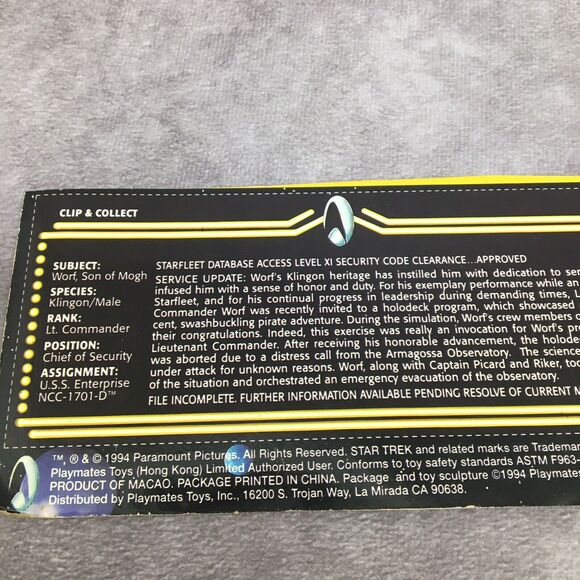 CLIP & COLLECT
SUBJECT:
Worf, Son of Mogh
SPECIES:
Klingon/Male
RANK:
Lt. Commander
POSITION:
Chief of Security
ASSIGNMENT:
U.S.S. Enterprise
NCC-1701-D™
STARFLEET DATABASE ACCESS LEVEL XI SECURITY CODE CLEARANCE...APPROVED
SERVICE UPDATE: Worf's Klingon heritage has instilled him with dedication to
infused him with a sense of honor and duty. For his exemplary performance while an
Starfleet, and for his continual progress in leadership during demanding times,
Commander Worf was recently invited to a holodeck program, which showcased
cent, swashbuckling pirate adventure. During the simulation, Worf's crew members
their congratulations. Indeed, this exercise was really an invocation for Worf's
Lieutenant Commander. After receiving his honorable advancement, the
was aborted due to a distress call from the Armagossa Observatory. The
under attack for unknown reasons. Worf, along with Captain Picard and Riker,
of the situation and orchestrated an emergency evacuation of the observatory.
FILE INCOMPLETE. FURTHER INFORMATION AVAILABLE PENDING RESOLVE OF CURRENT
™, ® & © 1994 Paramount Pictures. All Rights Reserved. STAR TREK and related marks are
Playmates Toys (Hong Kong) Limited Authorized User. Conforms to toy safety standards ASTM F963-
PRODUCT OF MACAO. PACKAGE PRINTED IN CHINA. Package and toy sculpture ©1994 Playmates
Distributed by Playmates Toys, Inc., 16200 S. Trojan Way, La Mirada CA 90638.